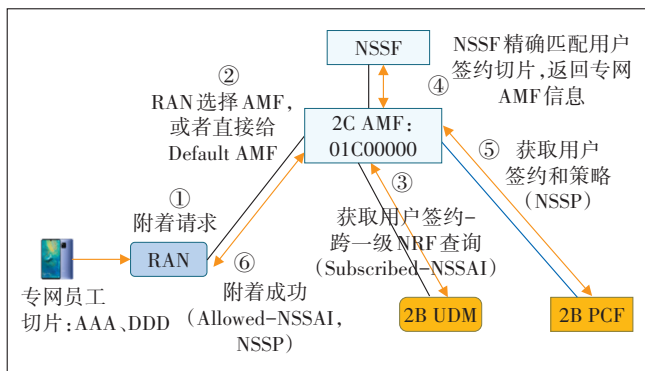 NSSF
NSSF精确匹配用户
签约切片,返回专网
AMF信息
②
RAN选择AMF,
或者直接给
Default AMF
④
2C AMF:
01C00000
⑤ 获取用户
签约和策略
(NSSP)
①
附着请求
③
获取用户签约-
跨一级NRF查询
(Subscribed-NSSAI)
RAN
⑥
附着成功
(Allowed-NSSAI,
NSSP)
专网员工
切片:AAA、DDD
2B UDM
2B PCF